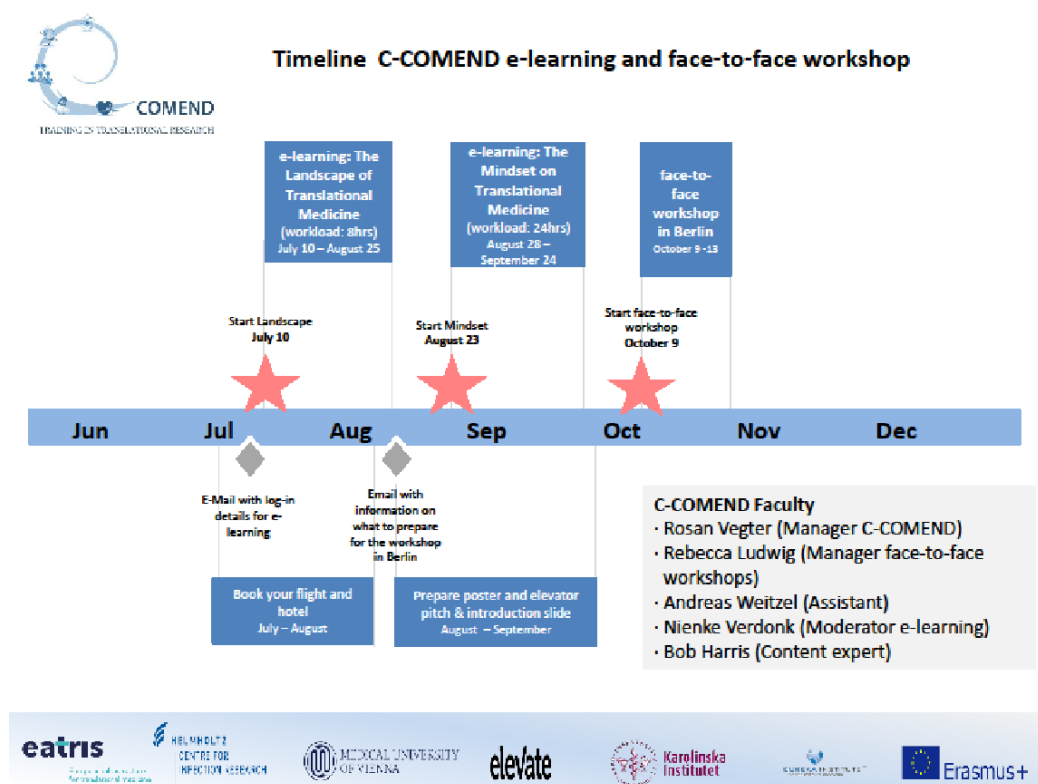 Timeline C-COMEND e-learning and face-to-face workshop
COMEND
TRAINING IN TRANSLATIONAL RESEARCH
e-learning: The
Landscape of
Translational
Medicine
(workload: 8hrs)
July 10 – August 25
e-learning: The
Mindset on
Translational
Medicine
(workload: 24hrs)
August 28 –
September 24
face-to-
face
workshop
in Berlin
October 9 -13
Start Landscape
July 10
Start Mindset
August 23
Start face-to-face
workshop
October 9
Jun Jul Aug Sep Oct Nov Dec
E-Mail with log-in
details for e-
learning
Email with
information on
what to prepare
for the workshop
in Berlin
Book your flight and
hotel
July – August
Prepare poster and elevator
pitch & introduction slide
August – September
C-COMEND Faculty
· Rosan Vegter (Manager C-COMEND)
· Rebecca Ludwig (Manager face-to-face
workshops)
· Andreas Weitzel (Assistant)
· Nienke Verdonk (Moderator e-learning)
· Bob Harris (Content expert)
eatris
HELMHOLTZ
CENTRE FOR
INFECTION RESEARCH
MEDICAL UNIVERSITY
OF VIENNA
elevate
Karolinska
Institutet
Erasmus+